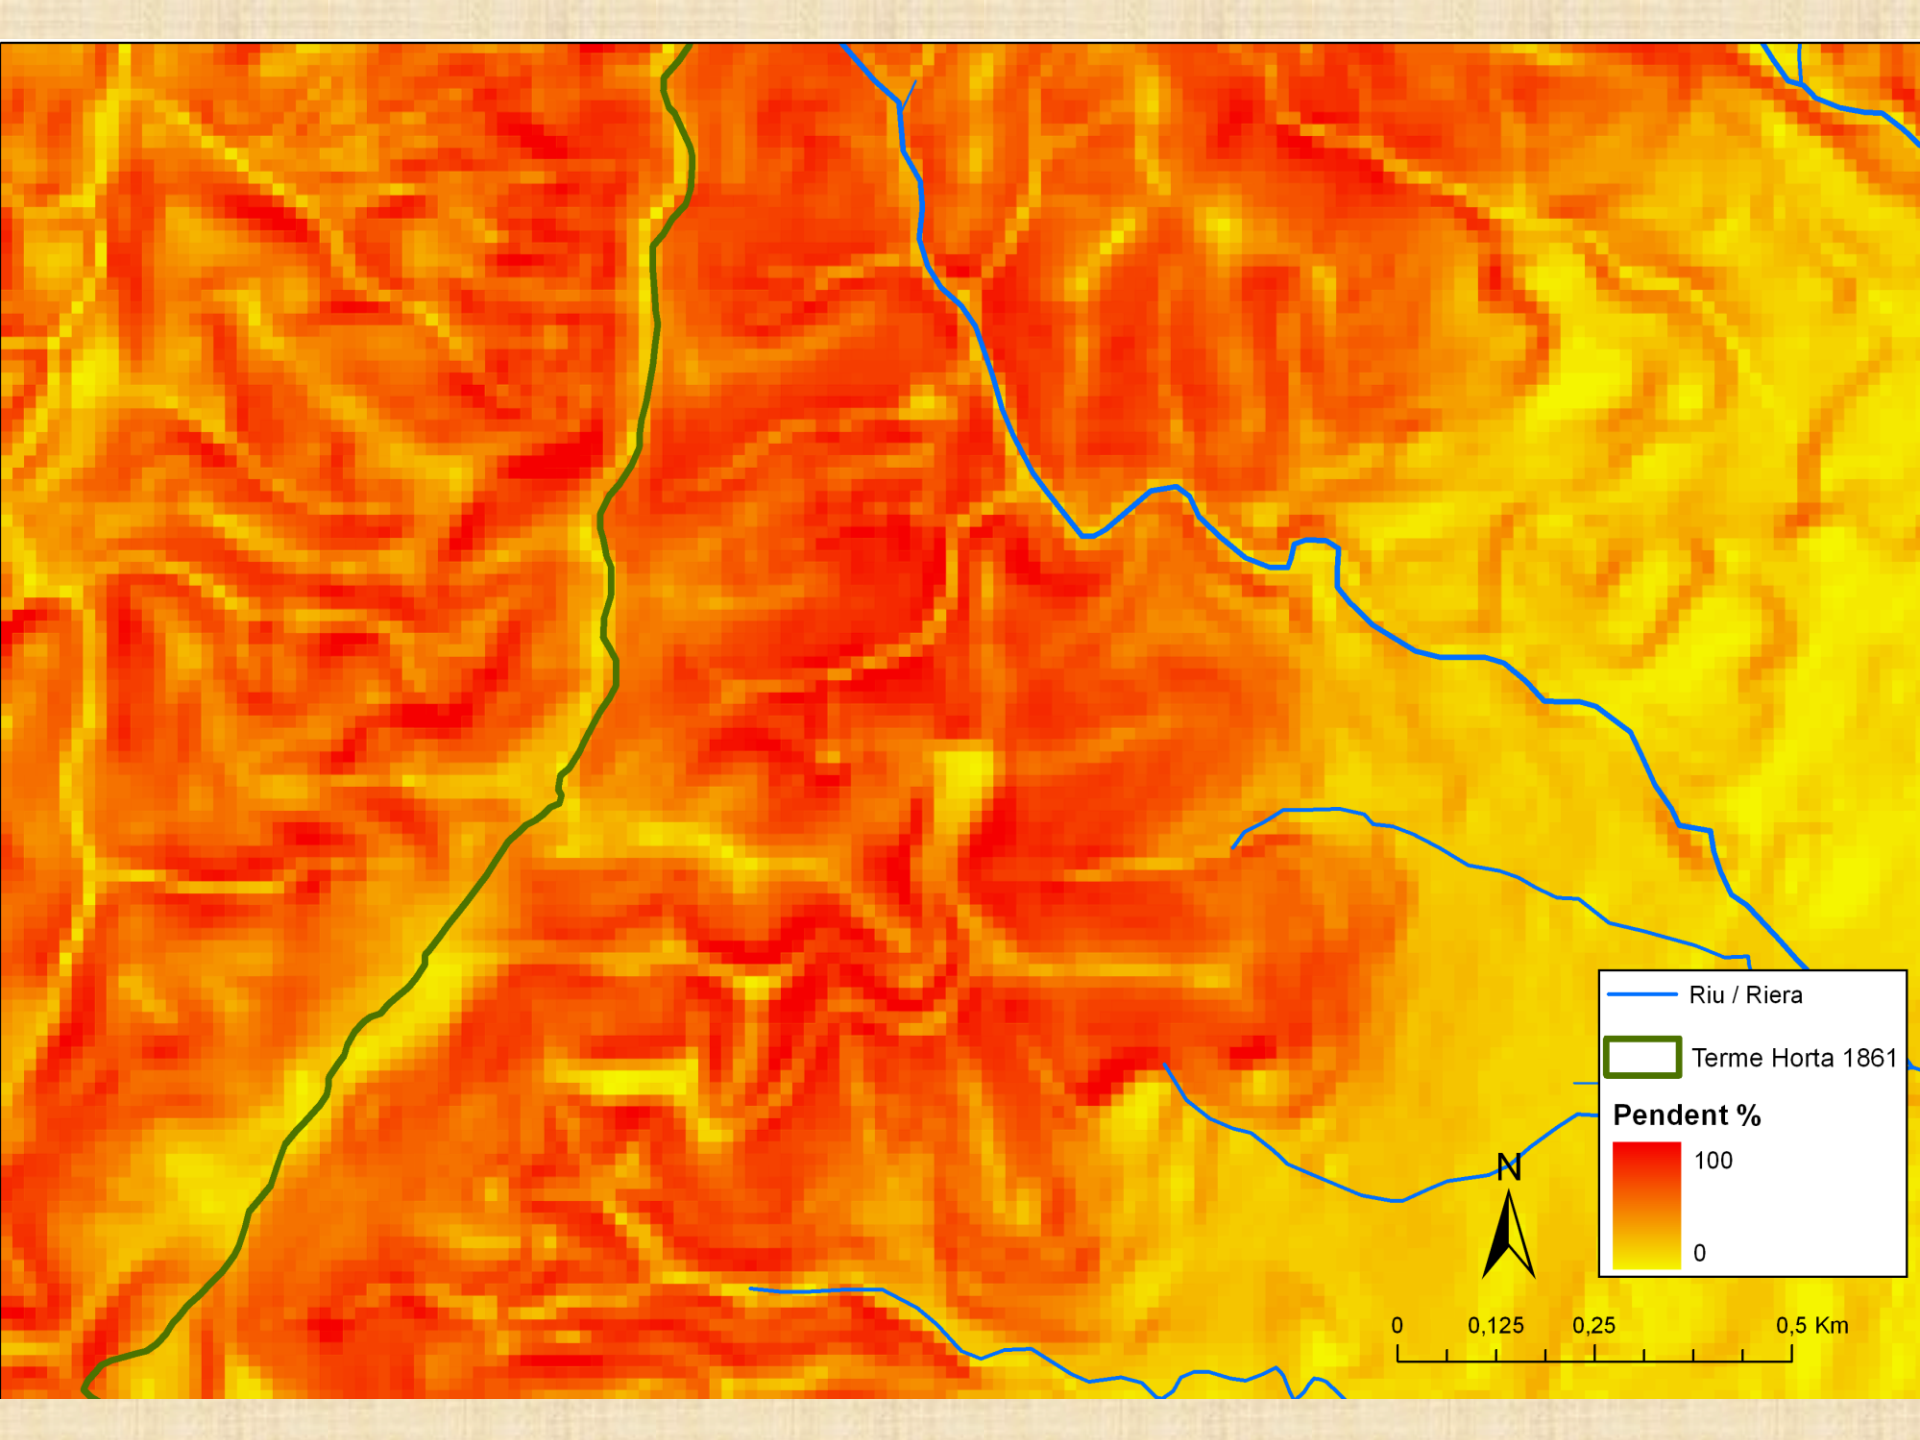 Riu / Riera
Terme Horta 1861
Pendent %
100
0
N
0 0,125 0,25 0,5 Km